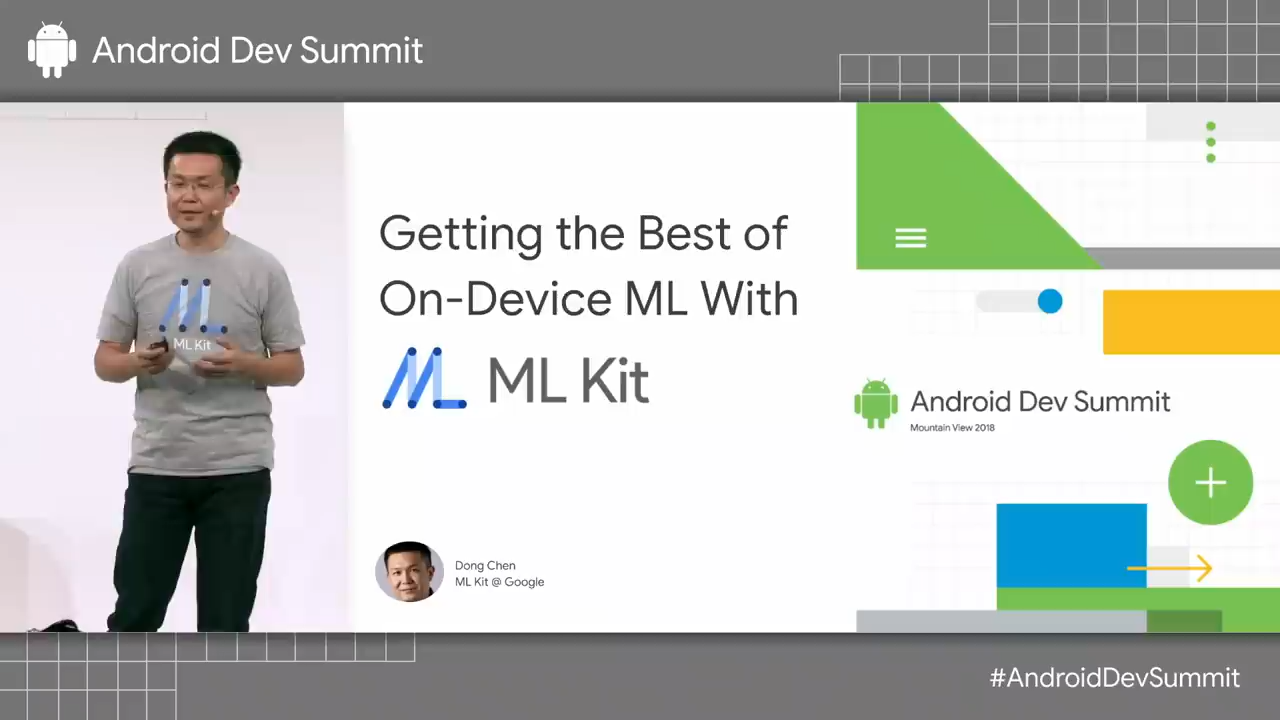 Android Dev Summit
ML Kit
Getting the Best of
On-Device ML With
ML Kit
Android Dev Summit
Mountain View 2018
Dong Chen
ML Kit @ Google
#AndroidDevSummit